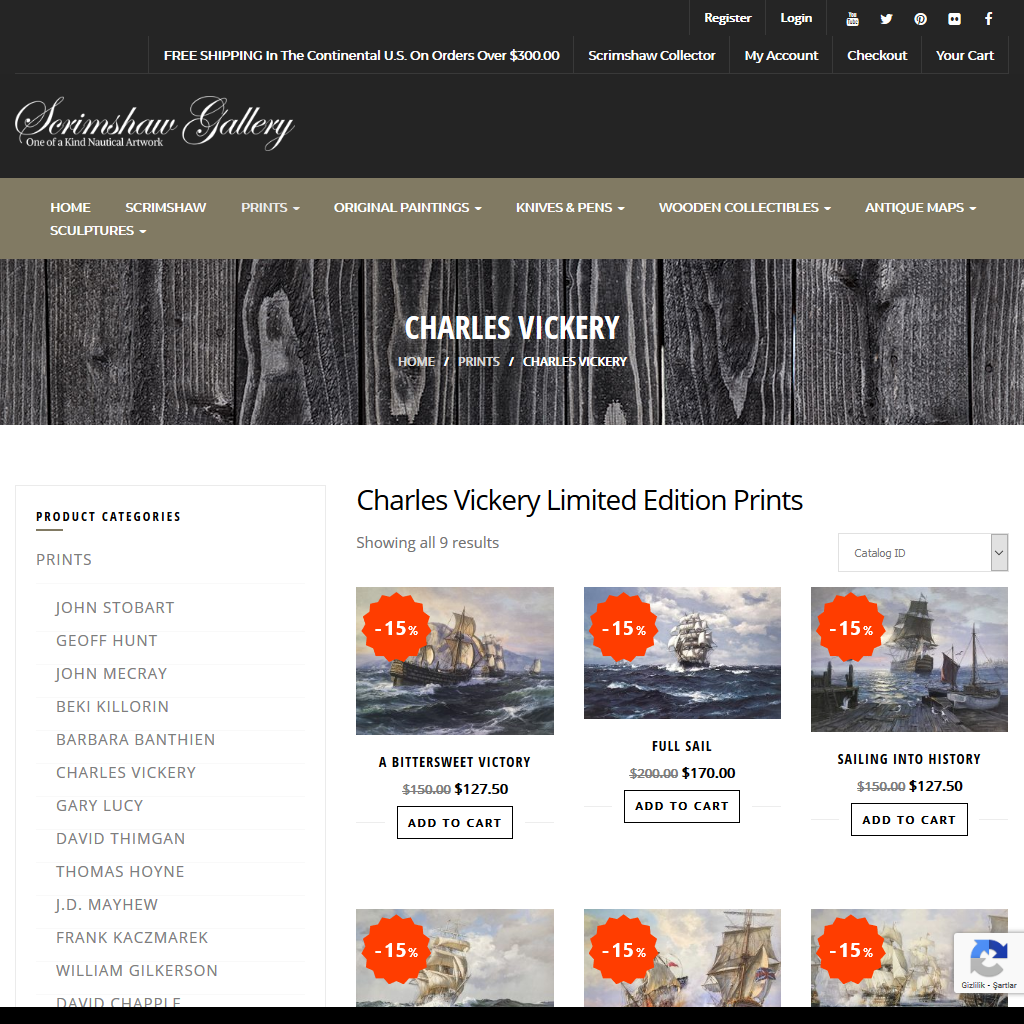 Register
Login
FREE SHIPPING In The Continental U.S. On Orders Over $300.00
Scrimshaw Collector
My Account
Checkout
Your Cart
Scrimshaw Gallery
One of a Kind Nautical Artwork
HOME
SCRIMSHAW
PRINTS
ORIGINAL PAINTINGS
KNIVES & PENS
WOODEN COLLECTIBLES
ANTIQUE MAPS
SCULPTURES
CHARLES VICKERY
HOME / PRINTS / CHARLES VICKERY
PRODUCT CATEGORIES
PRINTS
JOHN STOBART
GEOFF HUNT
JOHN MECRAY
BEKI KILLORIN
BARBARA BANTHIEN
CHARLES VICKERY
GARY LUCY
DAVID THIMGAN
THOMAS HOYNE
J.D. MAYHEW
FRANK KACZMAREK
WILLIAM GILKERSON
DAVID CHAPPLE
Charles Vickery Limited Edition Prints
Showing all 9 results
Catalog ID
-15%
A BITTERSWEET VICTORY
$150.00 $127.50
ADD TO CART
-15%
FULL SAIL
$200.00 $170.00
ADD TO CART
-15%
SAILING INTO HISTORY
$150.00 $127.50
ADD TO CART
-15%
-15%
-15%
Gizlilik - Şartlar